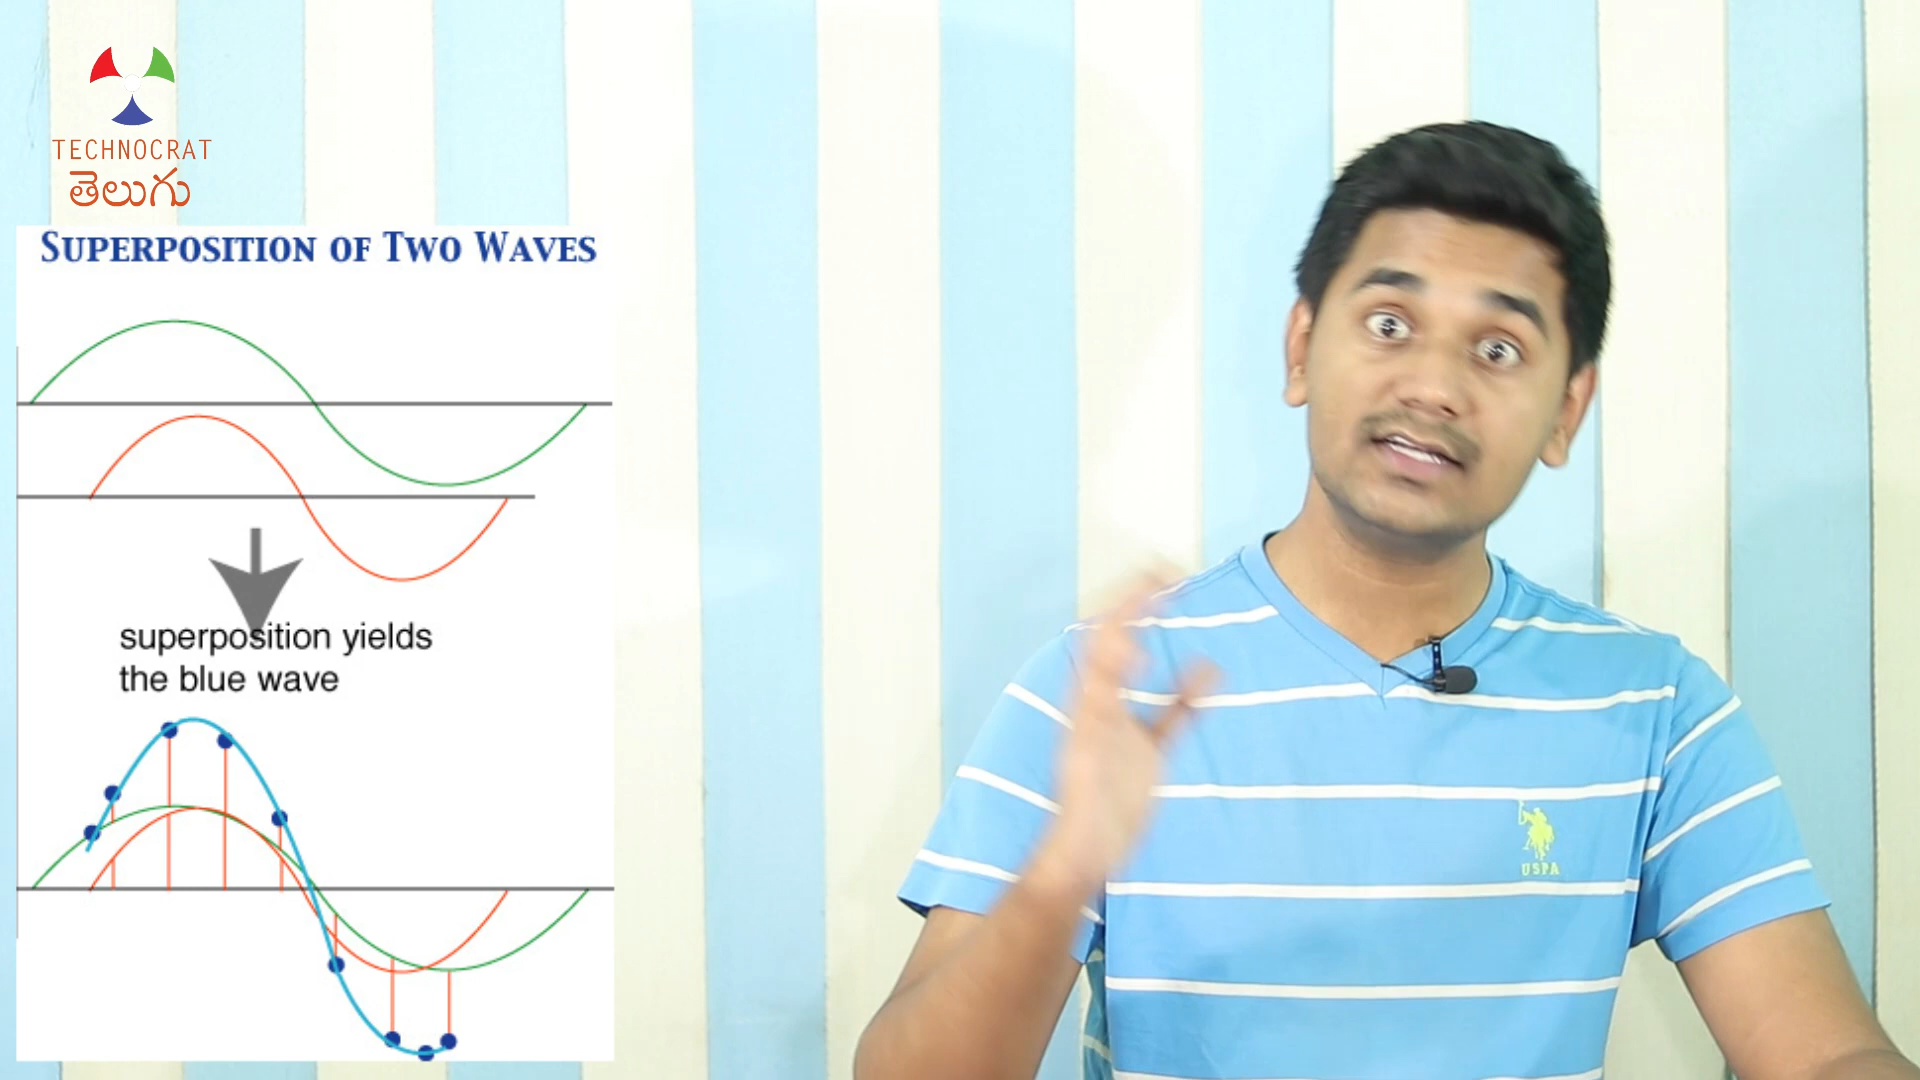 TECHNOCRAT
తెలుగు
SUPERPOSITION OF TWO WAVES
superposition yields
the blue wave
USPA